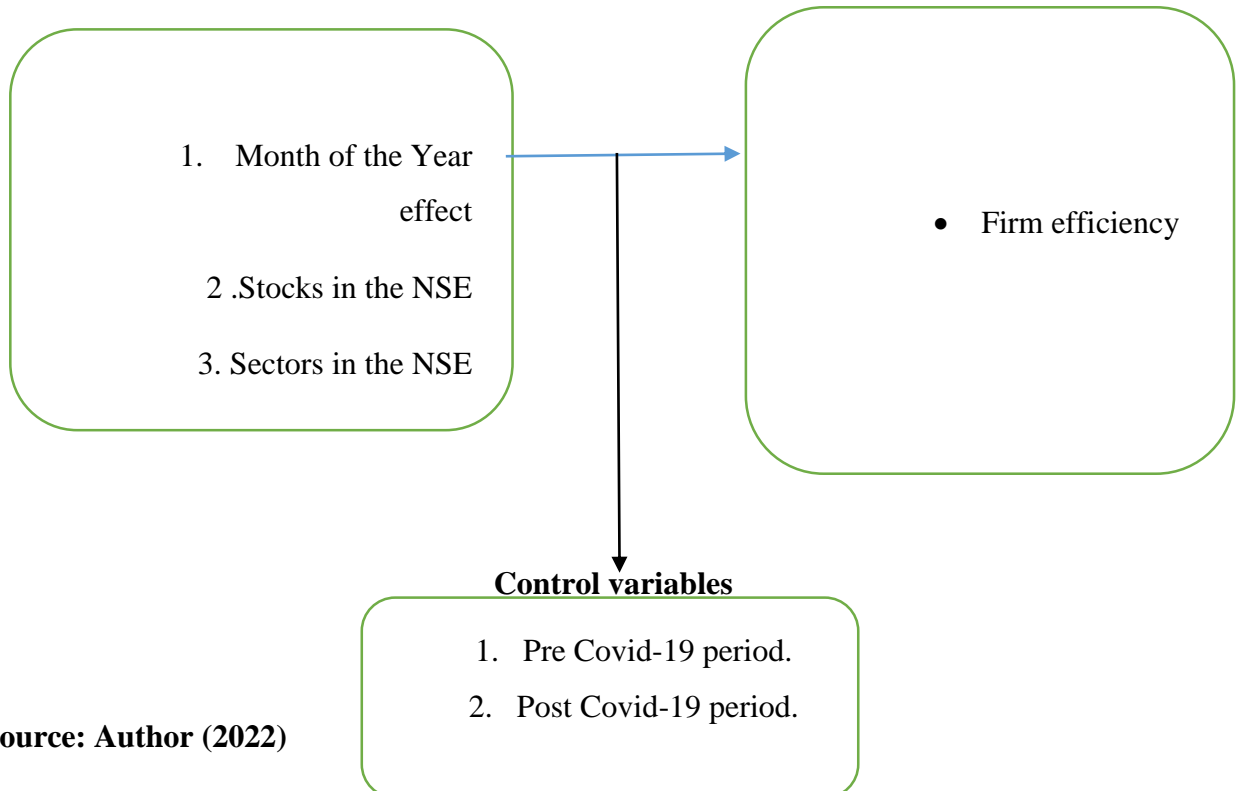 1. Month of the Year
effect
2 .Stocks in the NSE
3. Sectors in the NSE
• Firm efficiency
Control variables
1. Pre Covid-19 period.
2. Post Covid-19 period.
ource: Author (2022)